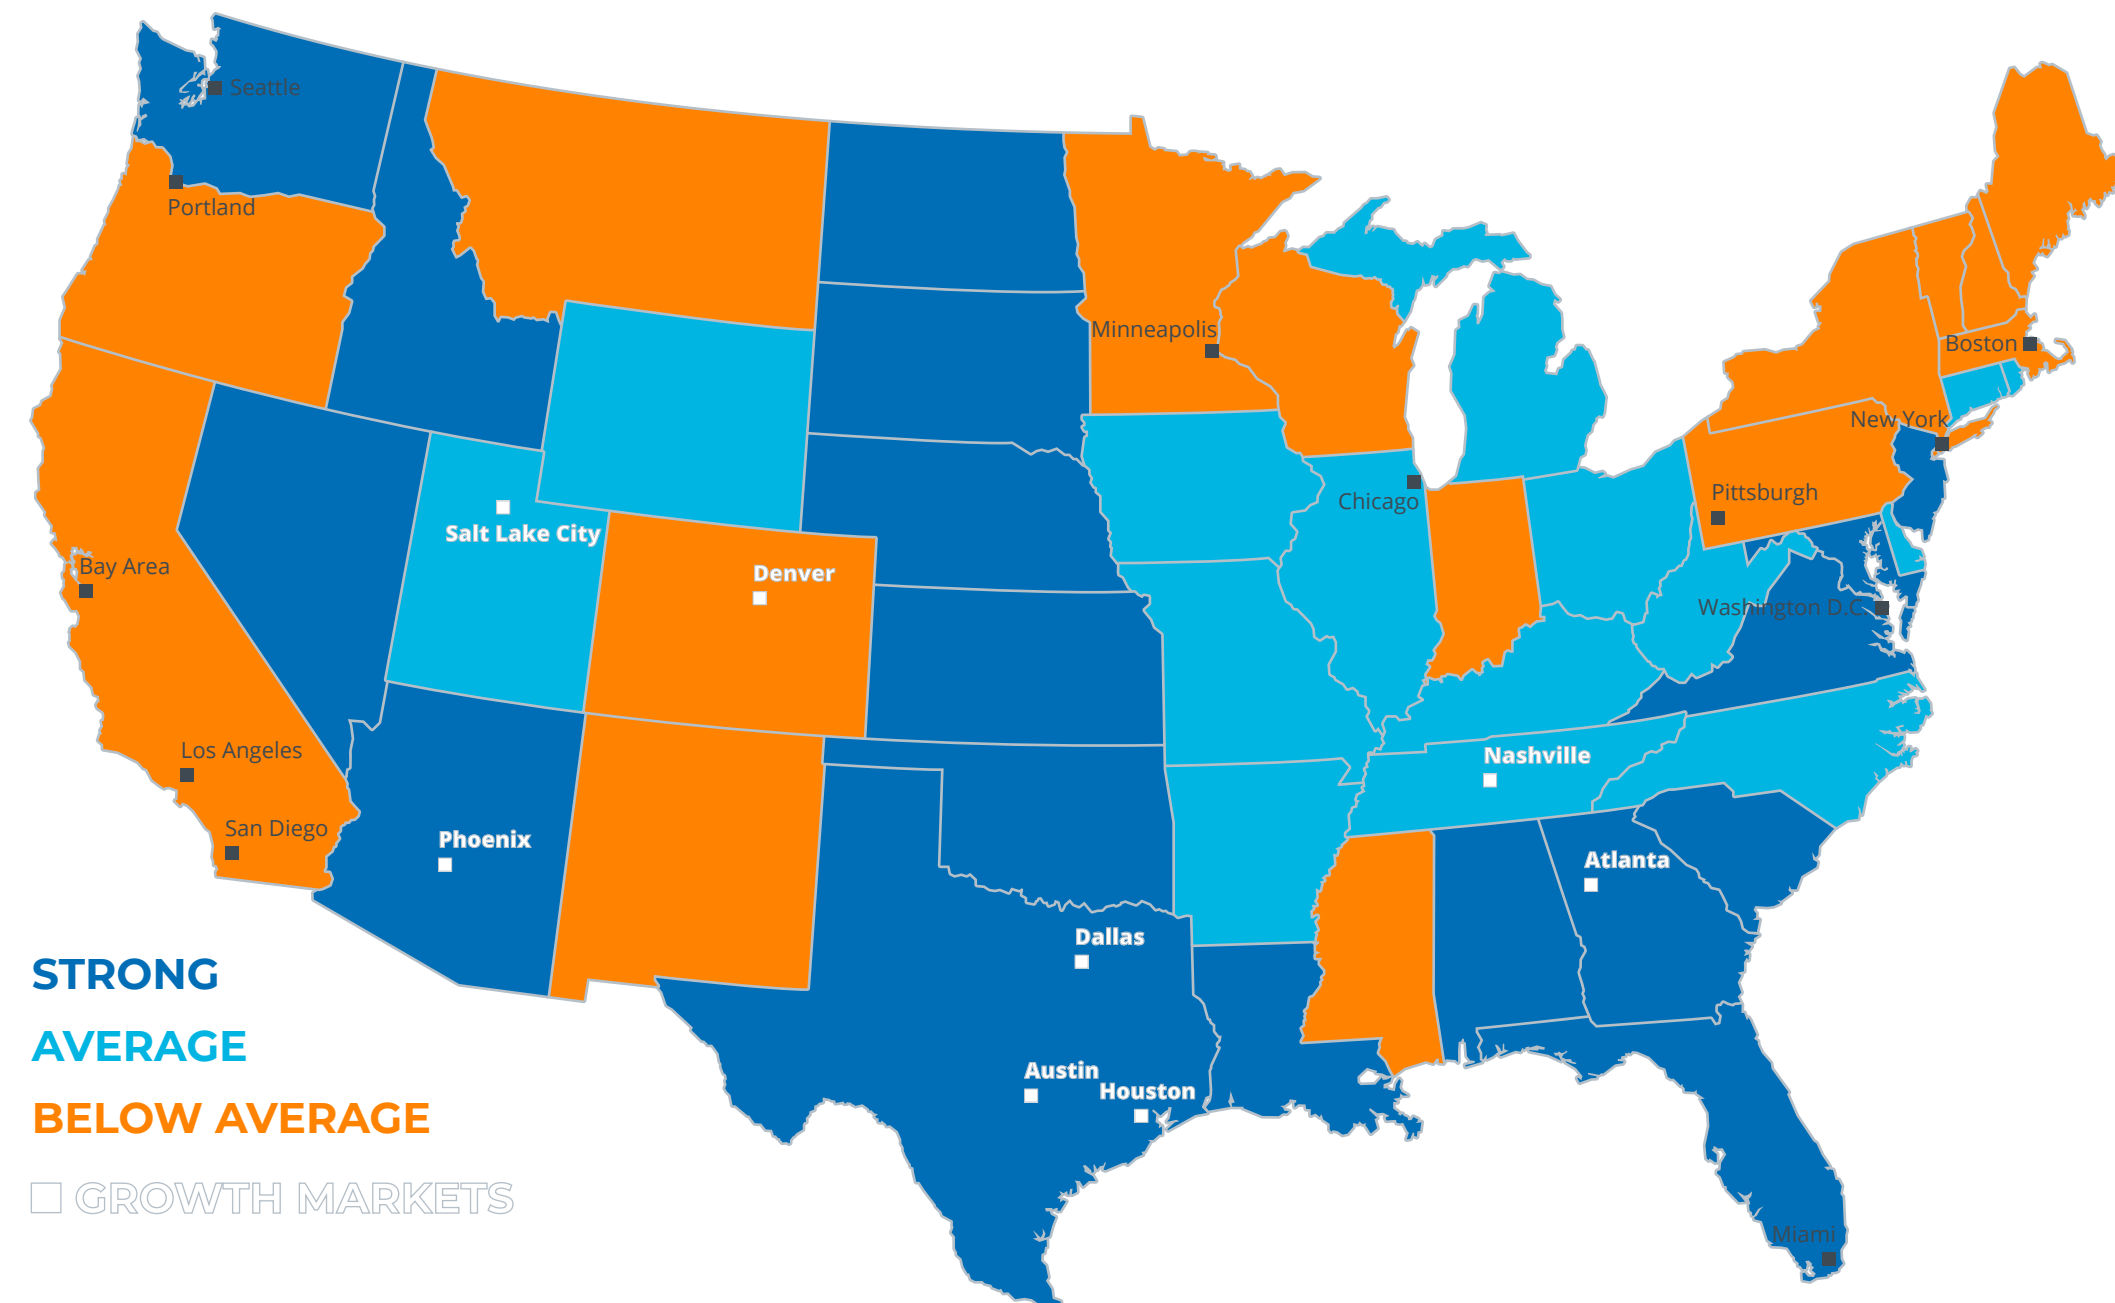 Seattle
Portland
Minneapolis
Boston
New York
Chicago
Pittsburgh
Salt Lake City
Bay Area
Denver
Washington D.C
Los Angeles
Nashville
San Diego
Phoenix
Atlanta
Dallas
STRONG
AVERAGE
Austin
Houston
BELOW AVERAGE
GROWTH MARKETS
Miami